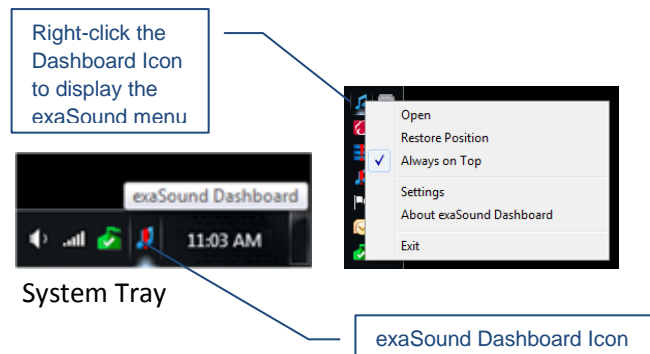 Right-click the
Dashboard Icon
to display the
exaSound menu
Open
Restore Position
Always on Top
Settings
About exaSound Dashboard
Exit
exaSound Dashboard
11:03 AM
System Tray
exaSound Dashboard Icon